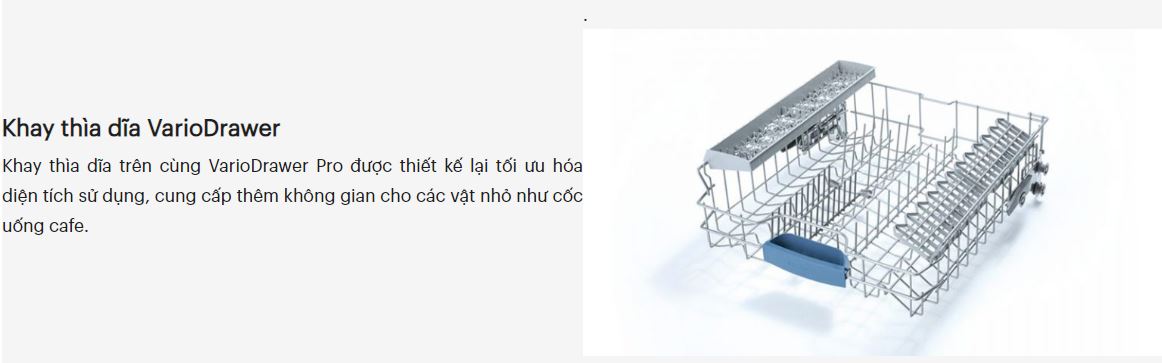 .
Khay thìa dĩa VarioDrawer
Khay thìa dĩa trên cùng VarioDrawer Pro được thiết kế lại tối ưu hóa
diện tích sử dụng, cung cấp thêm không gian cho các vật nhỏ như cốc
uống cafe.